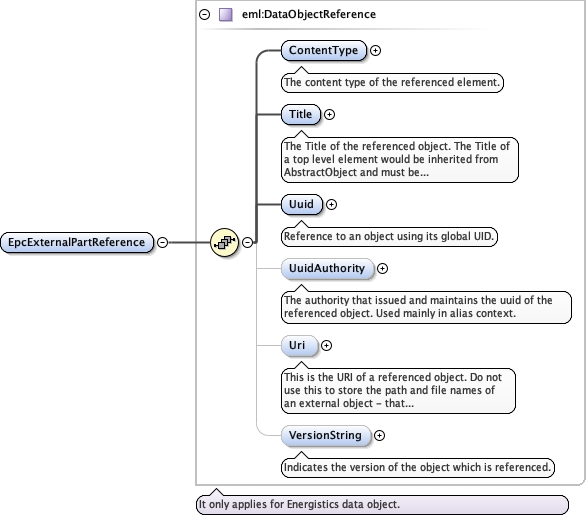 eml:DataObjectReference
ContentType
The content type of the referenced element.
Title
The Title of the referenced object. The Title of
a top level element would be inherited from
AbstractObject and must be...
Uuid
Reference to an object using its global UID.
EpcExternalPartReference
UuidAuthority
The authority that issued and maintains the uuid of the
referenced object. Used mainly in alias context.
Uri
This is the URI of a referenced object. Do not
use this to store the path and file names of
an external object – that...
VersionString
Indicates the version of the object which is referenced.
It only applies for Energistics data object.